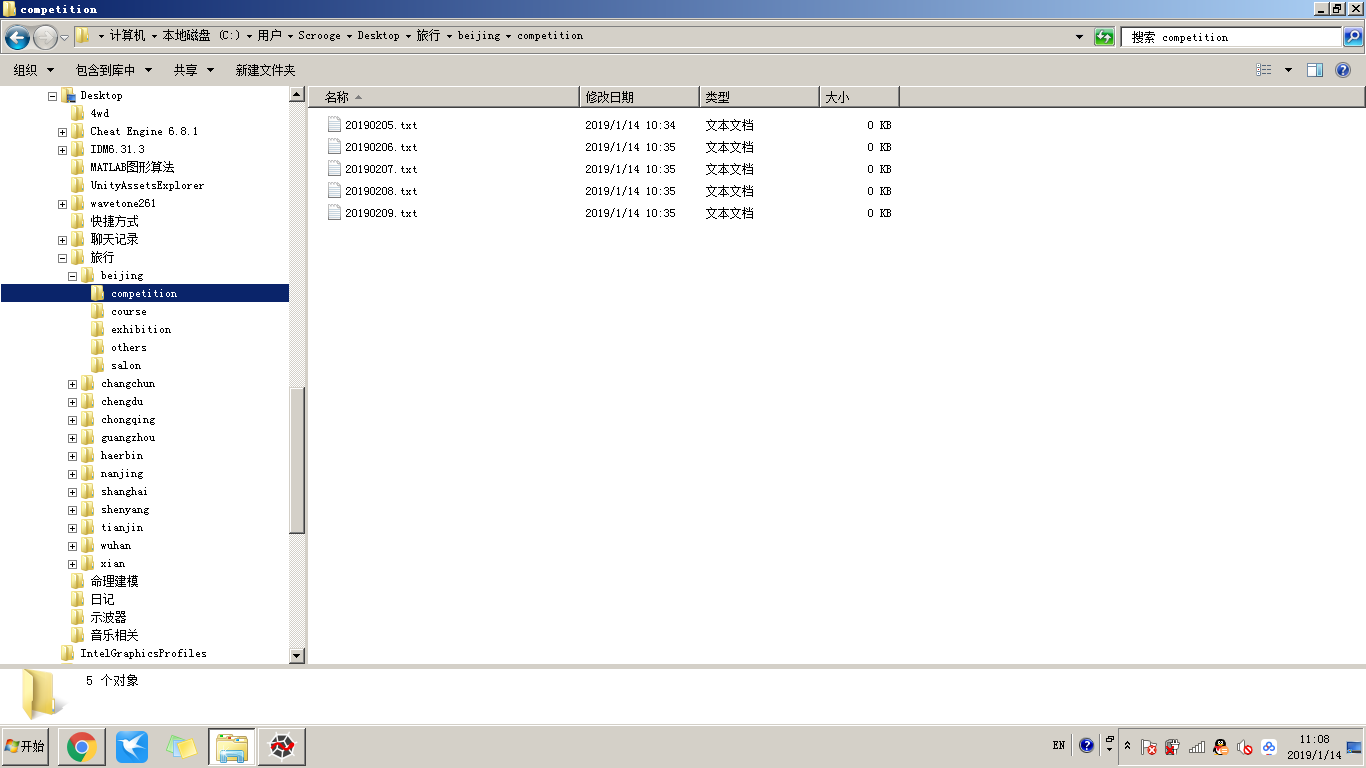 competition
计算机 本地磁盘 (C:) 用户 Scrooge Desktop 旅行 beijing competition
搜索 competition
组织 包含到库中 共享 新建文件夹
Desktop
4wd
Cheat Engine 6.8.1
IDM6.31.3
MATLAB图形算法
UnityAssetsExplorer
wavetone261
快捷方式
聊天记录
旅行
beijing
competition
course
exhibition
others
salon
changchun
chengdu
chongqing
guangzhou
haerbin
nanjing
shanghai
shenyang
tianjin
wuhan
xian
命理建模
日记
示波器
音乐相关
IntelGraphicsProfiles
名称 修改日期 类型 大小
20190205.txt 2019/1/14 10:34 文本文档 0 KB
20190206.txt 2019/1/14 10:35 文本文档 0 KB
20190207.txt 2019/1/14 10:35 文本文档 0 KB
20190208.txt 2019/1/14 10:35 文本文档 0 KB
20190209.txt 2019/1/14 10:35 文本文档 0 KB
5 个对象
开始
EN
11:08
2019/1/14